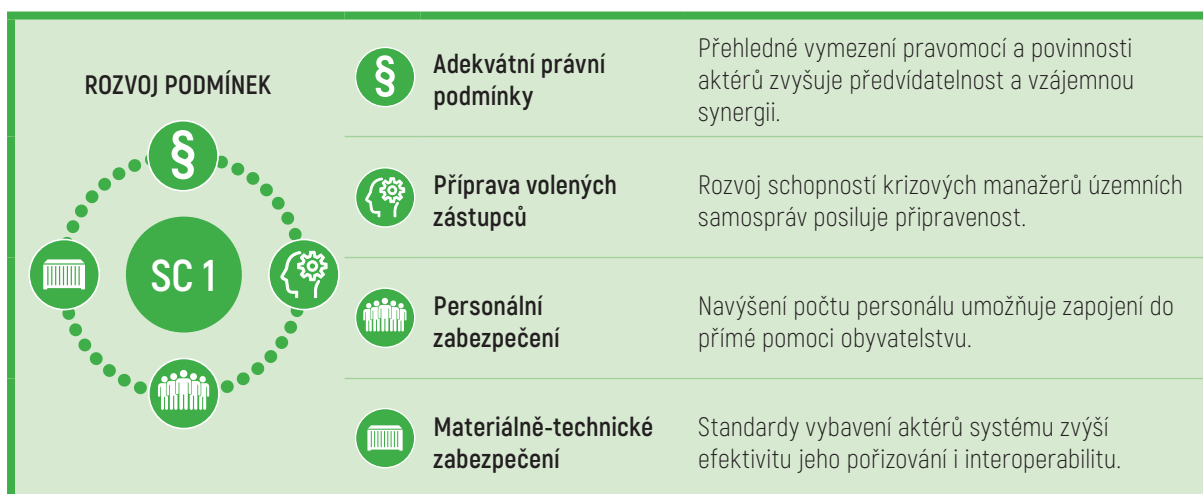 ROZVOJ PODMÍNEK
§
SC 1
§
Adekvátní právní
podmínky
Přehledné vymezení pravomocí a povinnosti
aktérů zvyšuje předvídatelnost a vzájemnou
synergii.
Příprava volených
zástupců
Rozvoj schopností krizových manažerů územních
samospráv posiluje připravenost.
Personální
zabezpečení
Navýšení počtu personálu umožňuje zapojení do
přímé pomoci obyvatelstvu.
Materiálně-technické
zabezpečení
Standardy vybavení aktérů systému zvýší
efektivitu jeho pořizování i interoperabilitu.